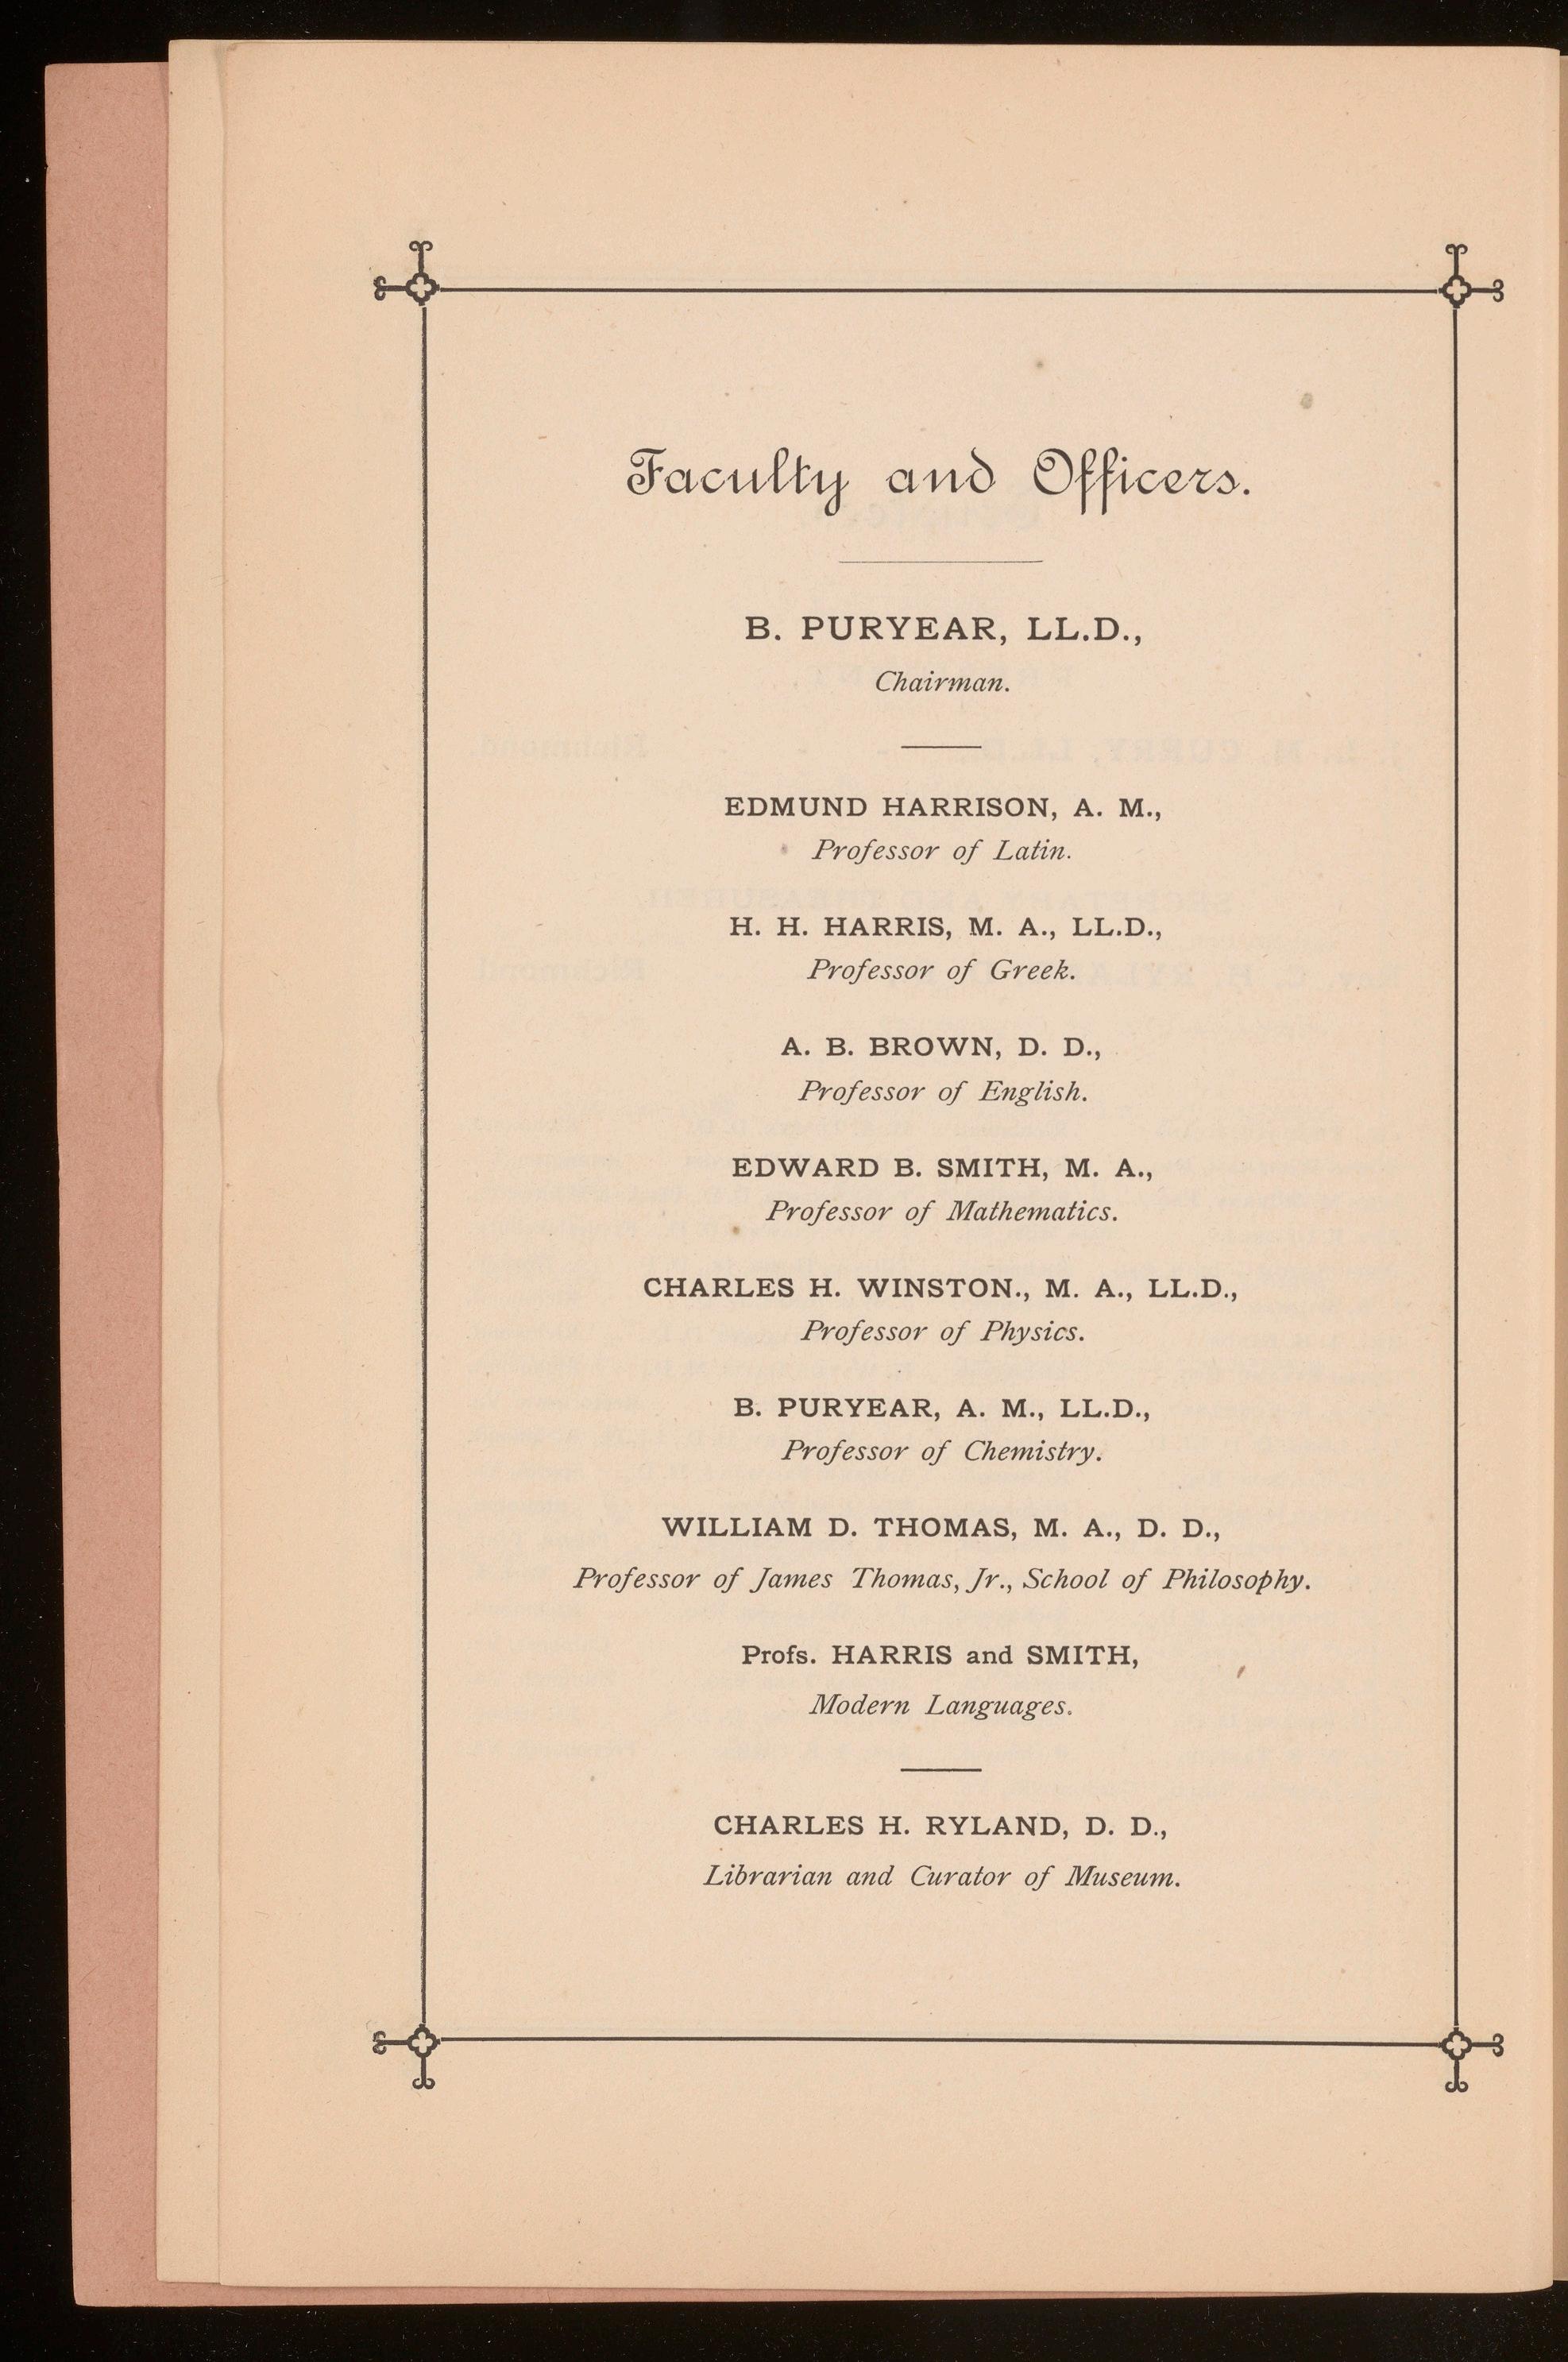 Faculty and Officers.
B. PURYEAR, LL.D.,
Chairman.
EDMUND HARRISON, A. M.,
Professor of Latin.
H. H. HARRIS, M. A., LL.D.,
Professor of Greek.
A. B. BROWN, D. D.,
Professor of English.
EDWARD B. SMITH, M. A.,
Professor of Mathematics.
CHARLES H. WINSTON., M. A., LL.D.,
Professor of Physics.
B. PURYEAR, A. M., LL.D.,
Professor of Chemistry.
WILLIAM D. THOMAS, M. A., D. D.,
Professor of James Thomas, Jr., School of Philosophy.
Profs. HARRIS and SMITH,
Modern Languages.
CHARLES H. RYLAND, D. D.,
Librarian and Curator of Museum.